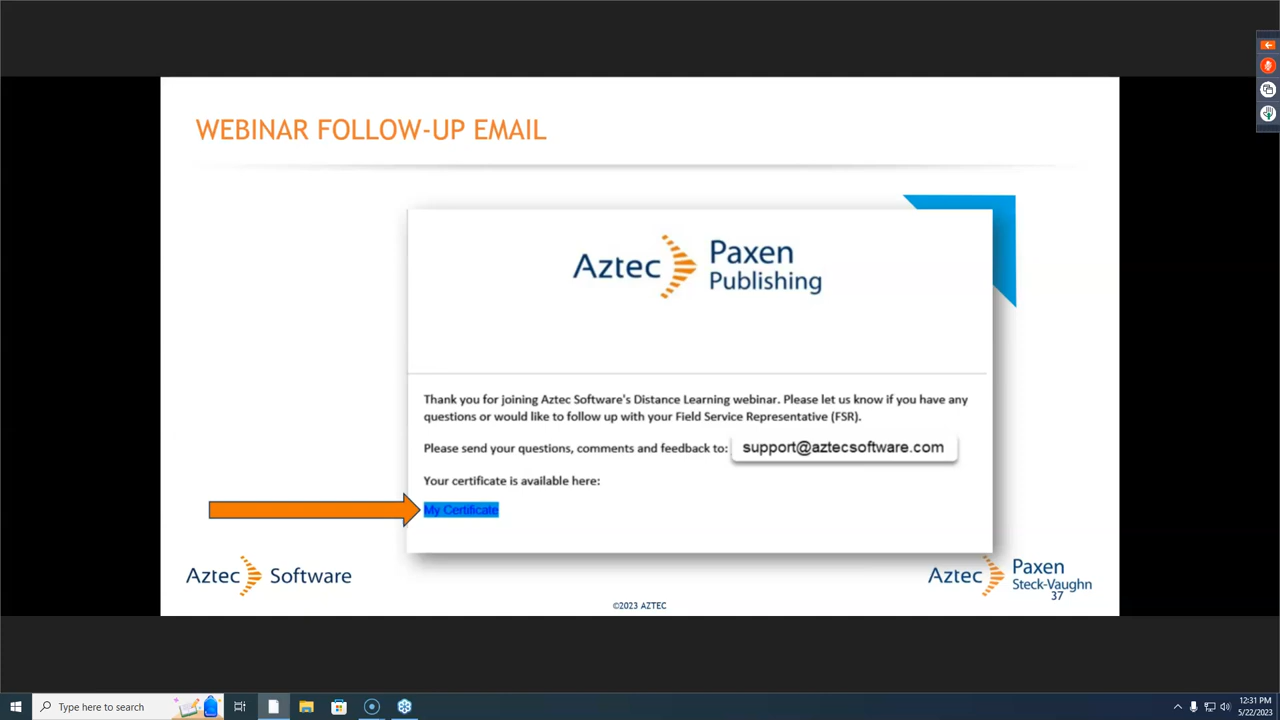 WEBINAR FOLLOW-UP EMAIL
Aztec Paxen
Publishing
Thank you for joining Aztec Software's Distance Learning webinar. Please let us know if you have any
questions or would like to follow up with your Field Service Representative (FSR).
Please send your questions, comments and feedback to: support@aztecsoftware.com
Your certificate is available here:
My Certificate
Aztec Software
Aztec Paxen
Steck-Vaughn
37
©2023 AZTEC
Type here to search
12:31 PM
5/22/2023